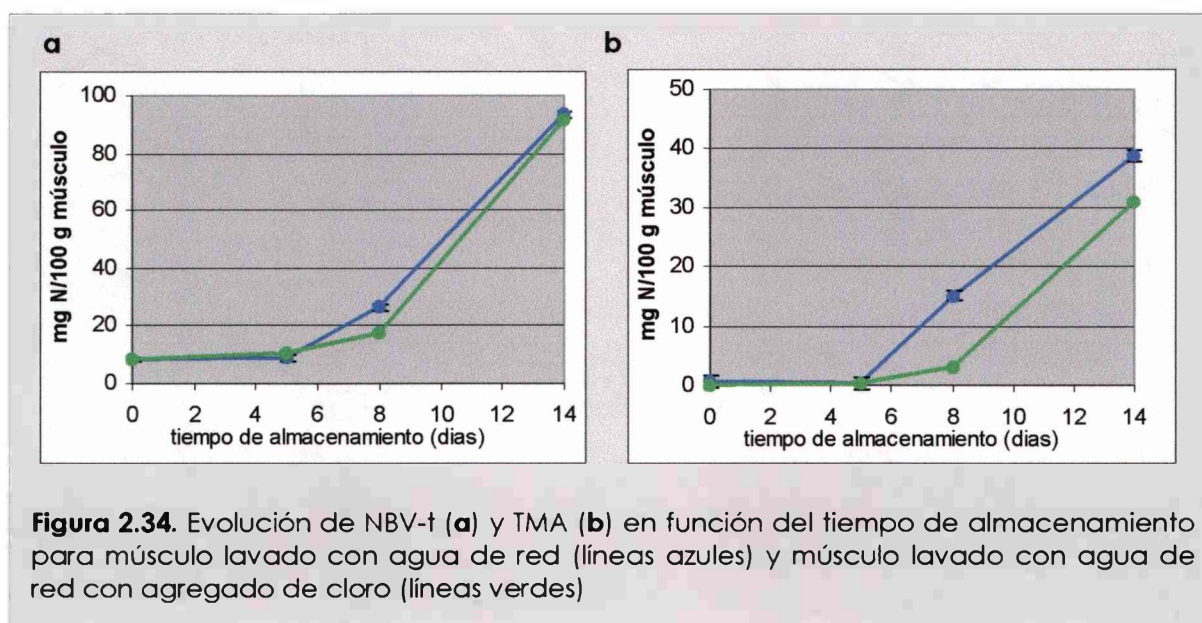 a
b
mg N/100 g músculo
100
80
60
40
20
0
0 2 4 6 8 10 12 14
tiempo de almacenamiento (dias)
mg N/100 g músculo
50
40
30
20
10
0
0 2 4 6 8 10 12 14
tiempo de almacenamiento (dias)
Figura 2.34. Evolución de NBV-t (a) y TMA (b) en función del tiempo de almacenamiento
para músculo lavado con agua de red (líneas azules) y músculo lavado con agua de
red con agregado de cloro (líneas verdes)